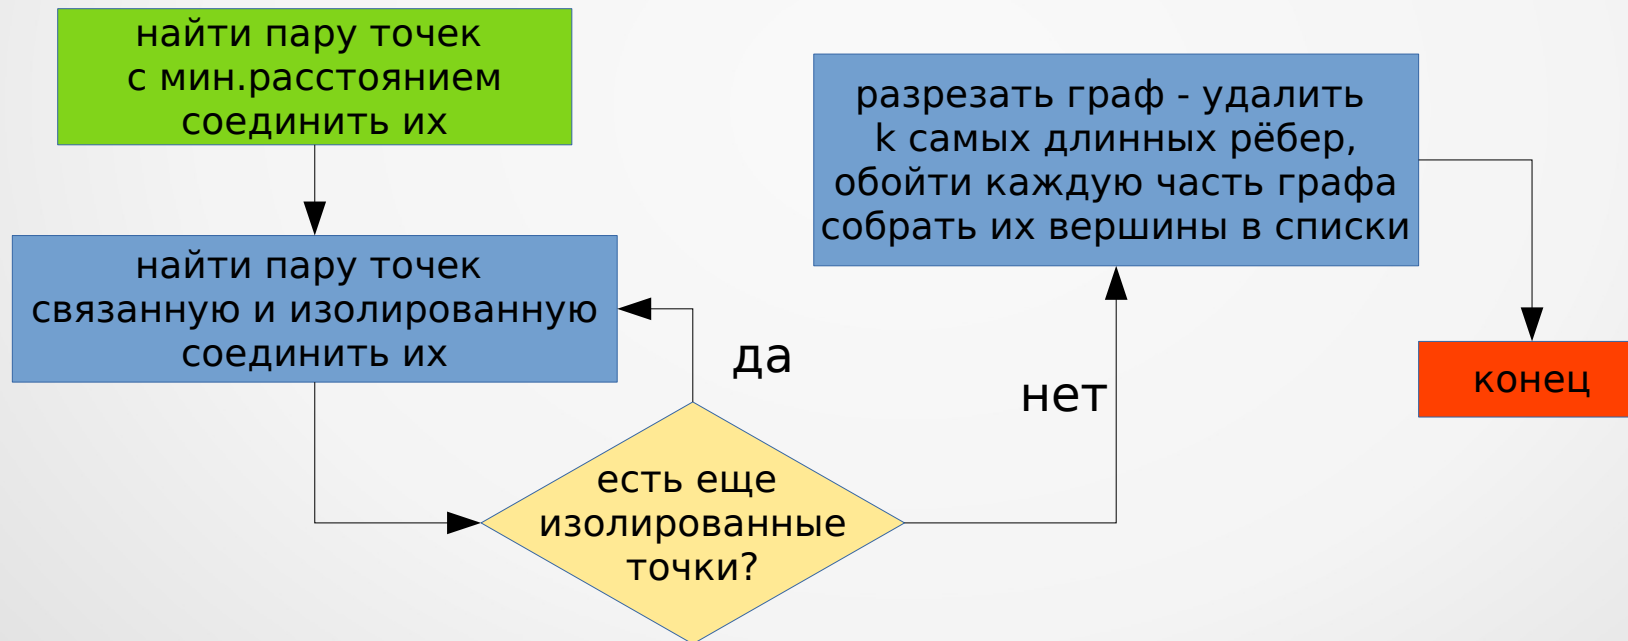 найти пару точек
с мин.расстоянием
соединить их
найти пару точек
связанную и изолированную
соединить их
да
есть еще
изолированные
точки?
нет
разрезать граф - удалить
k самых длинных рёбер,
обойти каждую часть графа
собрать их вершины в списки
конец